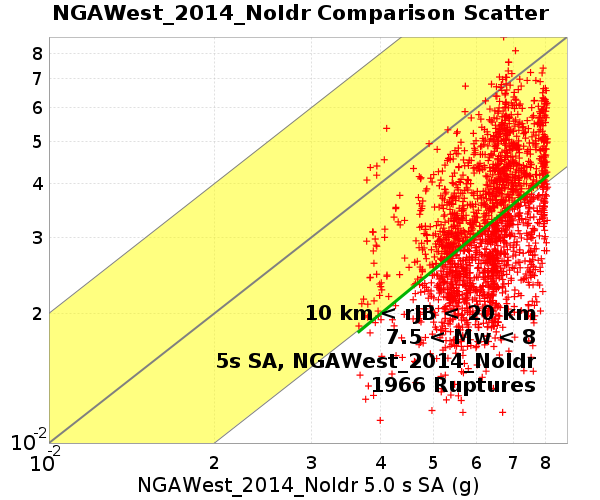 NGAWest_2014_NoIdr Comparison Scatter
8
7
6
5
4
3
2
10 km < rJB < 20 km
7.5 < Mw < 8
5s SA, NGAWest_2014_NoIdr
1966 Ruptures
10-2
10-2 2 3 4 5 6 7 8
NGAWest_2014_NoIdr 5.0 s SA (g)